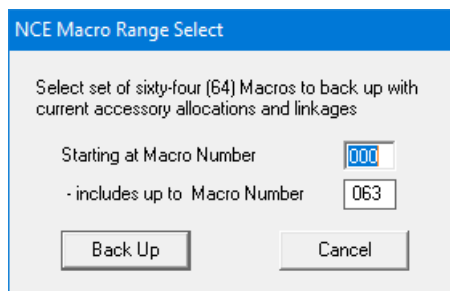 NCE Macro Range Select
Select set of sixty-four (64) Macros to back up with
current accessory allocations and linkages
Starting at Macro Number 000
- includes up to Macro Number 063
Back Up Cancel